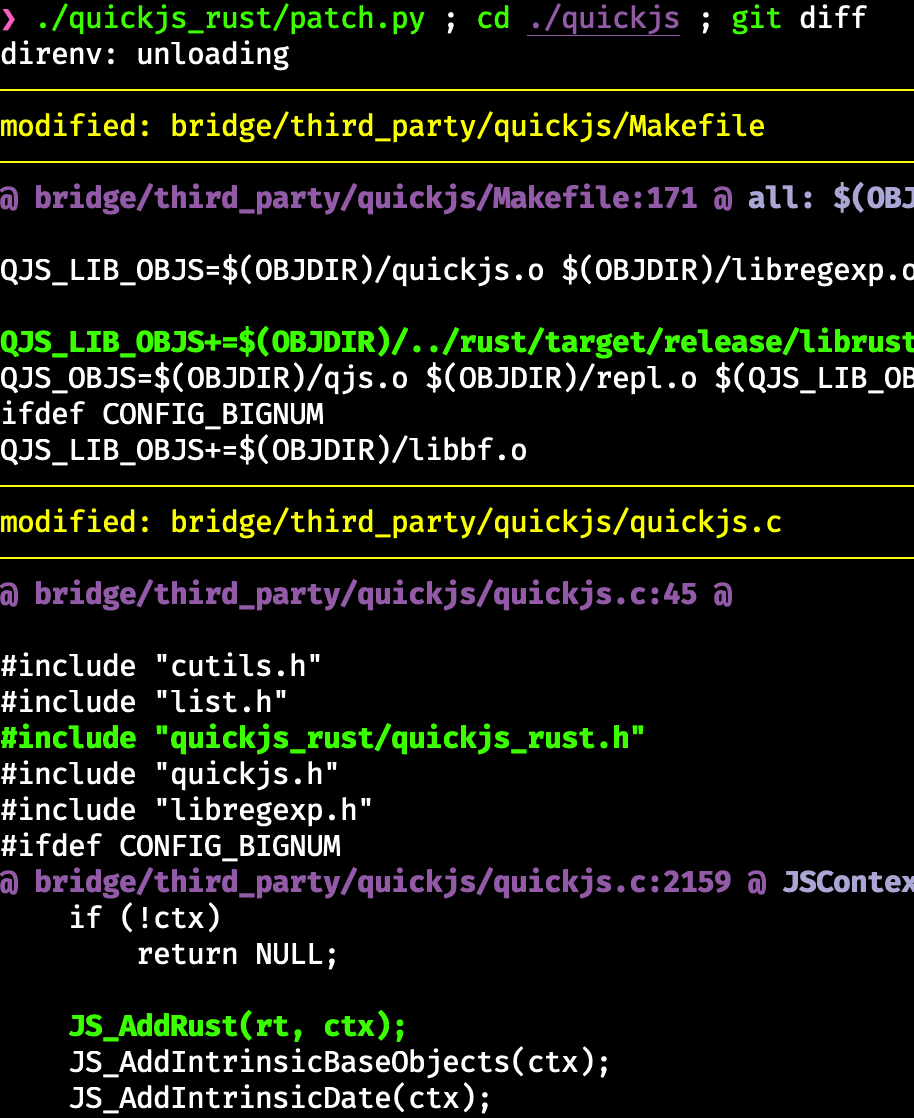 ❯ ./quickjs_rust/patch.py ; cd ./quickjs ; git diff
direnv: unloading
modified: bridge/third_party/quickjs/Makefile
@ bridge/third_party/quickjs/Makefile:171 @ all: $(OBJ
QJS_LIB_OBJS=$(OBJDIR)/quickjs.o $(OBJDIR)/libregexp.o
QJS_LIB_OBJS+=$(OBJDIR)/../rust/target/release/librust
QJS_OBJS=$(OBJDIR)/qjs.o $(OBJDIR)/repl.o $(QJS_LIB_OB
ifdef CONFIG_BIGNUM
QJS_LIB_OBJS+=$(OBJDIR)/libbf.o
modified: bridge/third_party/quickjs/quickjs.c
@ bridge/third_party/quickjs/quickjs.c:45 @
#include "cutils.h"
#include "list.h"
#include "quickjs_rust/quickjs_rust.h"
#include "quickjs.h"
#include "libregexp.h"
#ifdef CONFIG_BIGNUM
@ bridge/third_party/quickjs/quickjs.c:2159 @ JSContex
    if (!ctx)
        return NULL;
    JS_AddRust(rt, ctx);
    JS_AddIntrinsicBaseObjects(ctx);
    JS_AddIntrinsicDate(ctx);